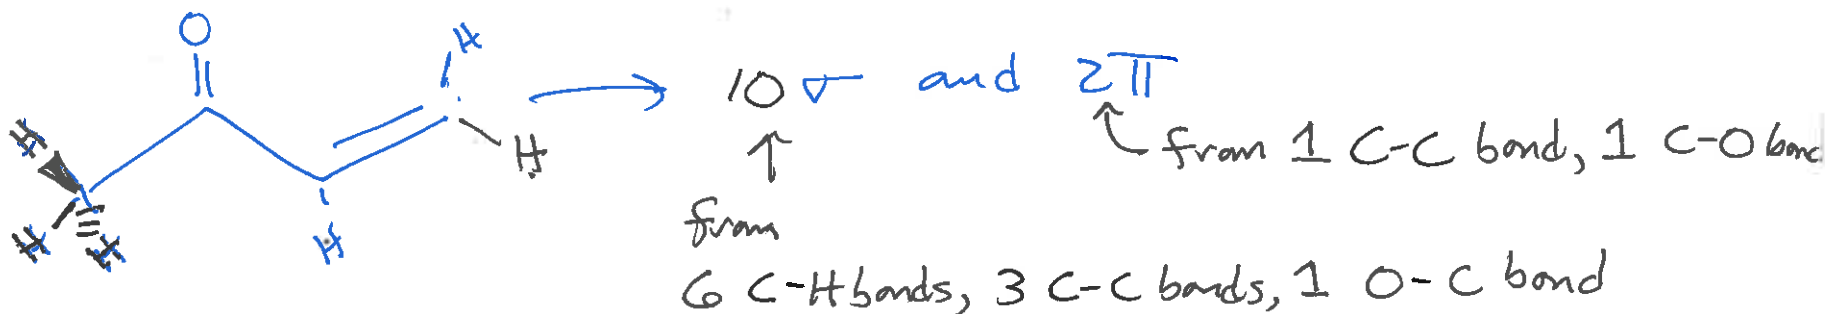 O
H
10 σ and 2π
H
H
from 1 C-C bond, 1 C-O bond
H
H
H
from
6 C-H bonds, 3 C-C bonds, 1 O-C bond